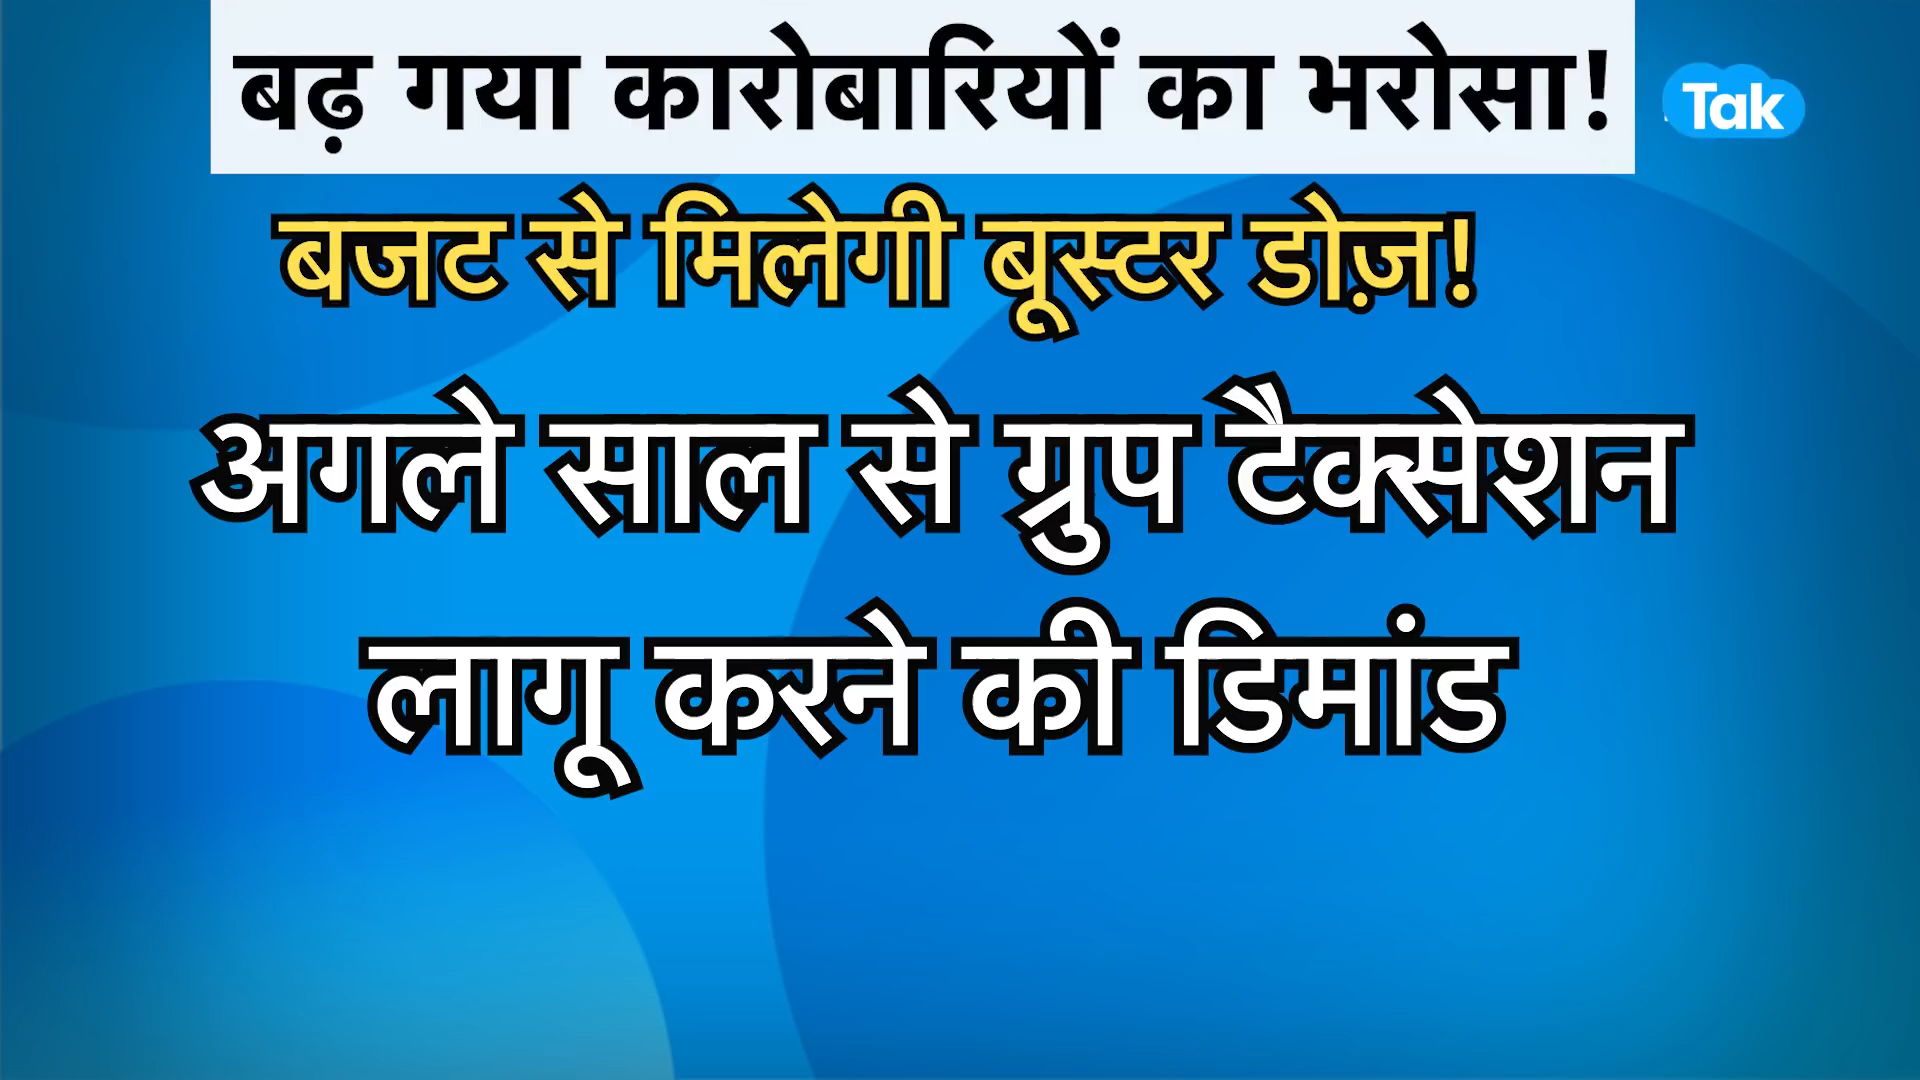 बढ़ गया कारोबारियों का भरोसा!
Tak
बजट से मिलेगी बूस्टर डोज़!
अगले साल से ग्रुप टैक्सेशन
लागू करने की डिमांड